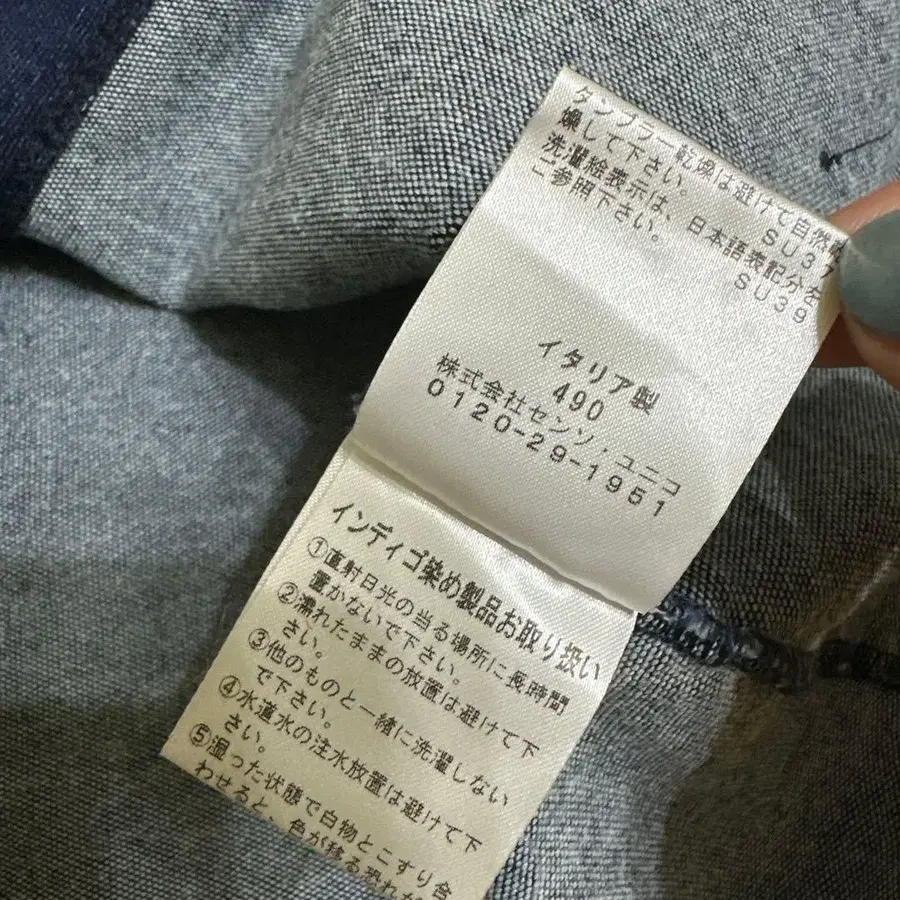 タンブラー乾燥は避けて自然乾
燥して下さい。
SU37
洗濯絵表示は、日本語表記分を
ご参照下さい。
SU39
イタリア製
490
株式会社センソ.ユニコ
0120-29-1951
インディゴ染め製品お取り扱い
①直射日光の当る場所に長時間
置かないで下さい。
②濡れたままの放置は避けて下
さい。
③他のものと一緒に洗濯しない
で下さい。
④水道水の注水放置は避けて下
さい。
⑤湿った状態で白物とこすり合
わせると、色が移る恐れが